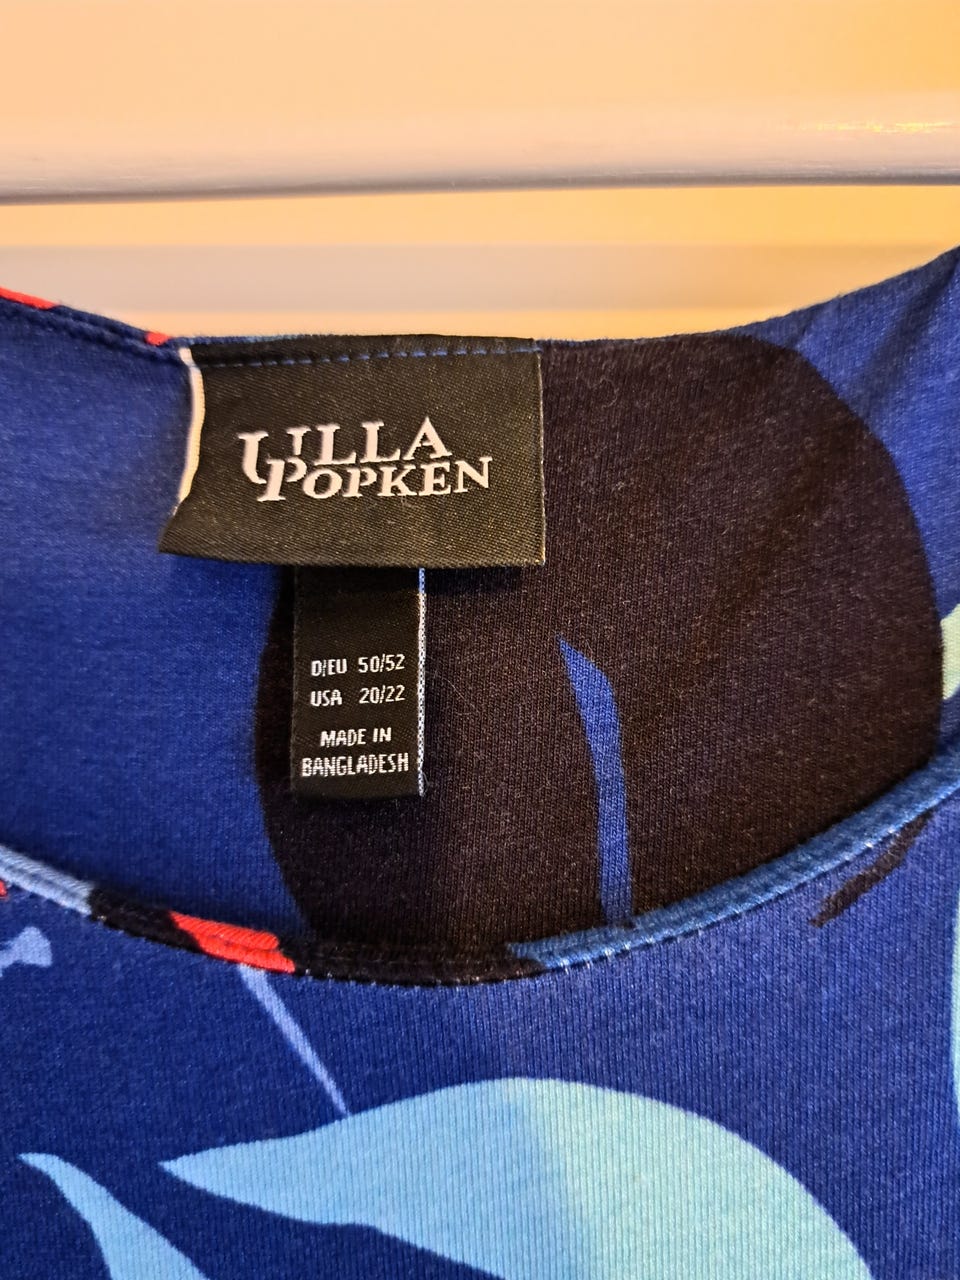 ULLA
POPKEN
D/EU 50/52
USA 20/22
MADE IN
BANGLADESH